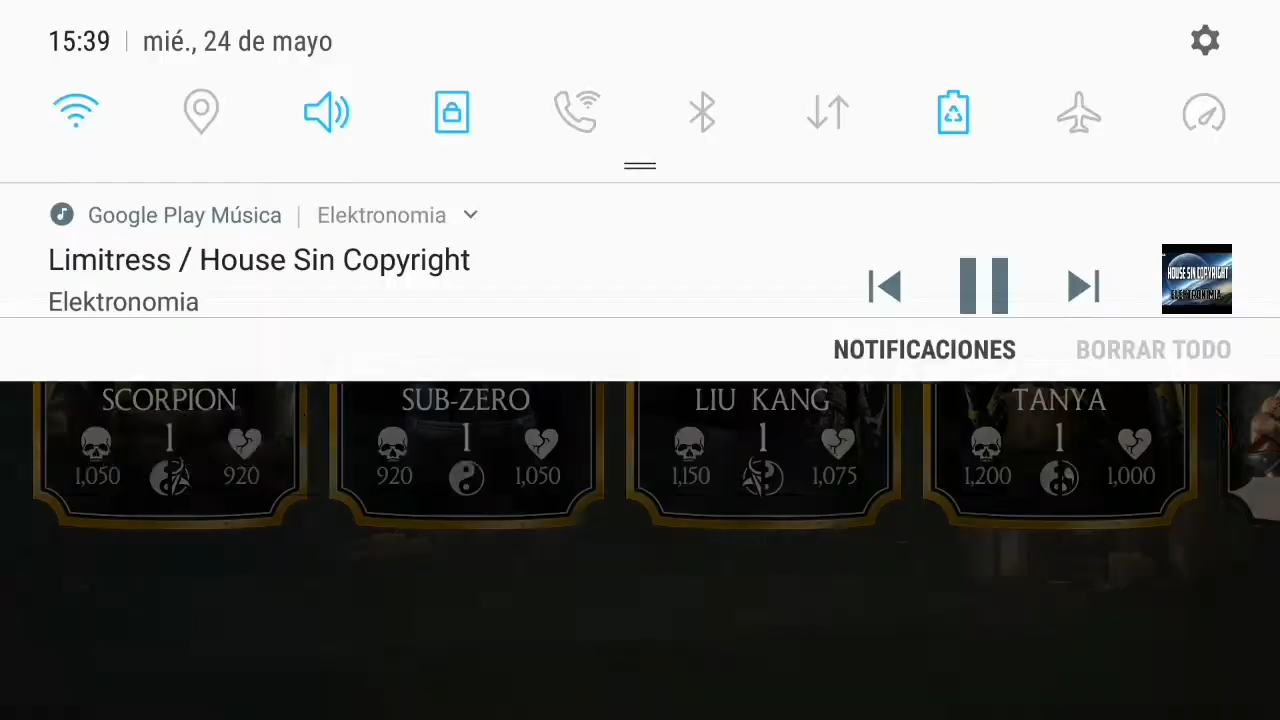 15:39 | mié., 24 de mayo
Google Play Música | Elektronomia
Limitress / House Sin Copyright
Elektronomia
HOUSE SIN COPYRIGHT
ELEKTRONOMIA
NOTIFICACIONES BORRAR TODO
SCORPION SUB-ZERO LIU KANG TANYA
1 1 1 1
1,050 920 920 1,050 1,150 1,075 1,200 1,000